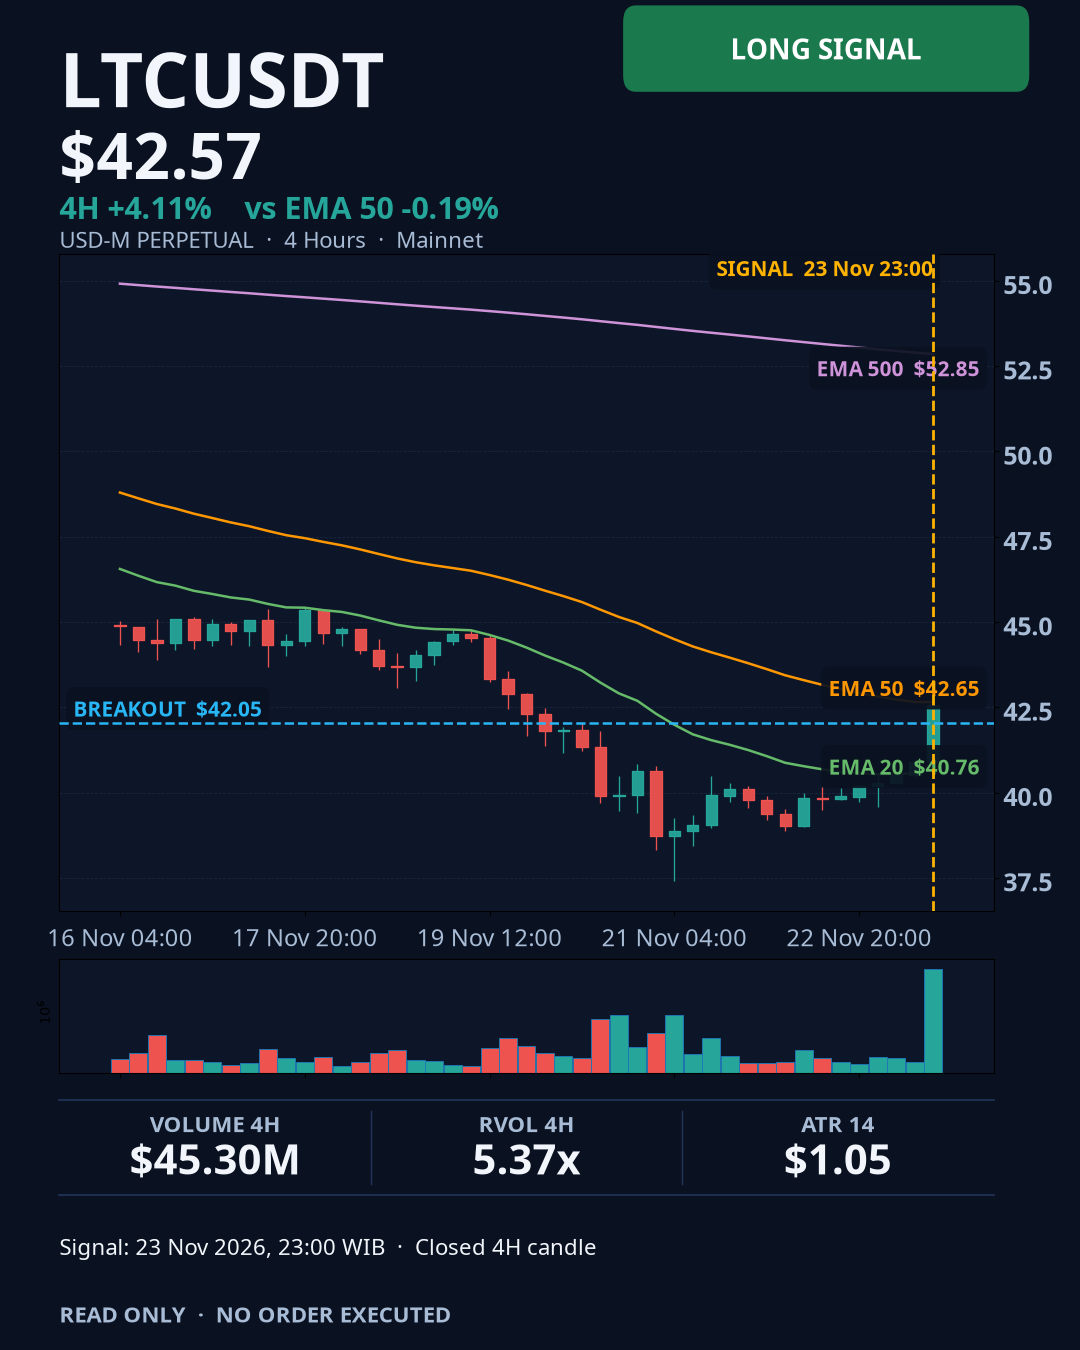 LONG SIGNAL
LTCUSDT
$42.57
4H +4.11% vs EMA 50 -0.19%
USD-M PERPETUAL · 4 Hours · Mainnet
SIGNAL 23 Nov 23:00
55.0
EMA 500 $52.85
52.5
50.0
47.5
45.0
EMA 50 $42.65
BREAKOUT $42.05
42.5
EMA 20 $40.76
40.0
37.5
16 Nov 04:00 17 Nov 20:00 19 Nov 12:00 21 Nov 04:00 22 Nov 20:00
10⁶
VOLUME 4H RVOL 4H ATR 14
$45.30M 5.37x $1.05
Signal: 23 Nov 2026, 23:00 WIB · Closed 4H candle
READ ONLY · NO ORDER EXECUTED